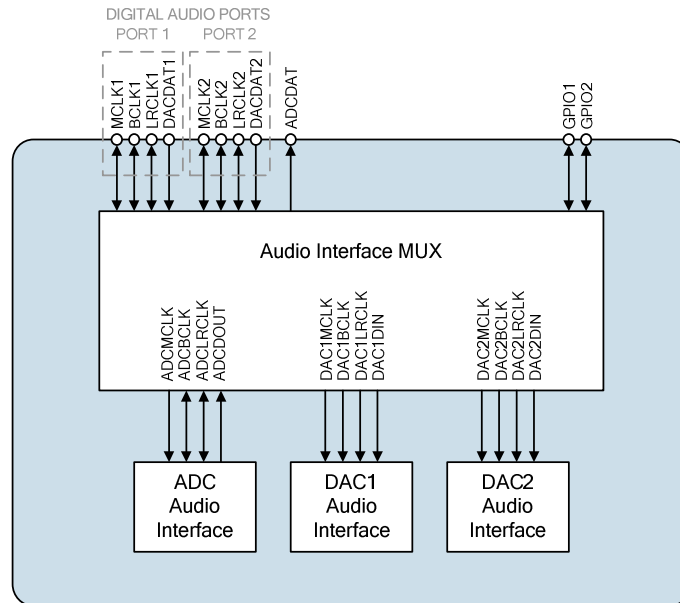 DIGITAL AUDIO PORTS
PORT 1
PORT 2
MCLK1
BCLK1
LRCLK1
DACDAT1
MCLK2
BCLK2
LRCLK2
DACDAT2
ADCDAT
GPIO1
GPIO2
Audio Interface MUX
ADCMCLK
ADCBCLK
ADCLRCLK
ADCDOUT
DAC1MCLK
DAC1BCLK
DAC1LRCLK
DAC1DIN
DAC2MCLK
DAC2BCLK
DAC2LRCLK
DAC2DIN
ADC
Audio
Interface
DAC1
Audio
Interface
DAC2
Audio
Interface